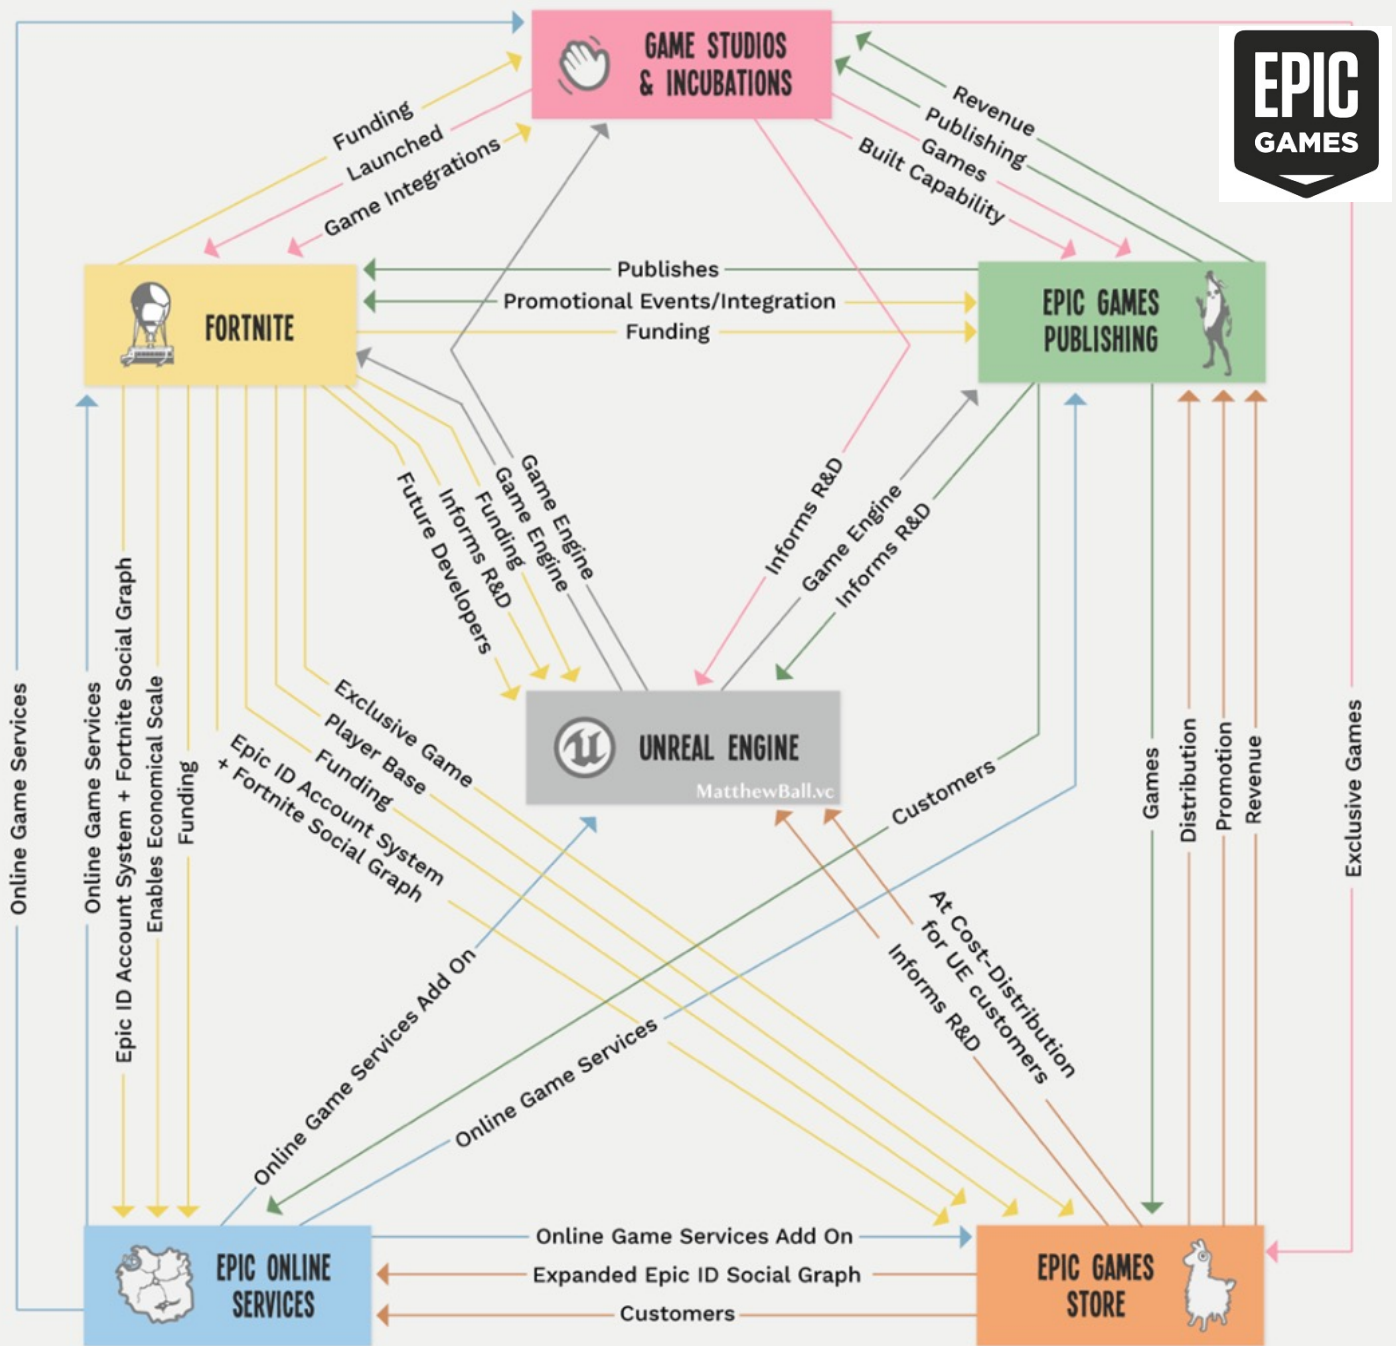 GAME STUDIOS
& INCUBATIONS
EPIC
GAMES
Funding
Launched
Game Integrations
Revenue
Publishing
Games
Built Capability
FORTNITE
Publishes
Promotional Events/Integration
Funding
EPIC GAMES
PUBLISHING
Future Developers
Informs R&D
Funding
Game Engine
Game Engine
Informs R&D
Game Engine
Informs R&D
UNREAL ENGINE
MatthewBall.vc
Online Game Services
Online Game Services
Epic ID Account System + Fortnite Social Graph
Enables Economical Scale
Funding
Epic ID Account System
+ Fortnite Social Graph
Funding
Player Base
Exclusive Game
Customers
Games
Distribution
Promotion
Revenue
Exclusive Games
Online Game Services Add On
Online Game Services
Informs R&D
At Cost-Distribution
for UE customers
EPIC ONLINE
SERVICES
Online Game Services Add On
Expanded Epic ID Social Graph
Customers
EPIC GAMES
STORE